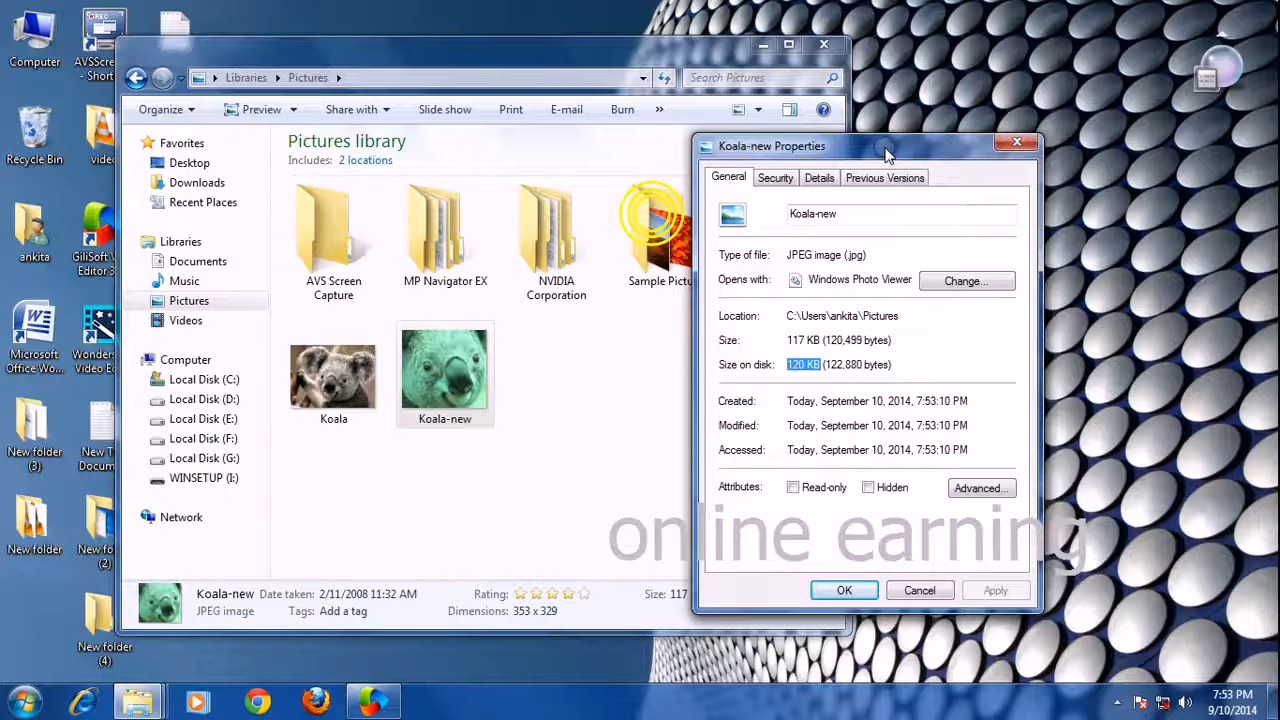 Computer
AVSScreen
- Short
REC
Recycle Bin
video
ankita
GiliSoft V
Editor 3
Microsoft
Office Wo...
Wonders
Video Ed
New folder
(3)
New T
Docum
New folder
New fo
(2)
New folder
(4)
Libraries
Pictures
Search Pictures
Organize
Preview
Share with
Slide show
Print
E-mail
Burn
»
Favorites
Desktop
Downloads
Recent Places
Libraries
Documents
Music
Pictures
Videos
Computer
Local Disk (C:)
Local Disk (D:)
Local Disk (E:)
Local Disk (F:)
Local Disk (G:)
WINSETUP (I:)
Network
Pictures library
Includes: 2 locations
AVS Screen
Capture
MP Navigator EX
NVIDIA
Corporation
Sample Pictu
Koala
Koala-new
Koala-new Date taken: 2/11/2008 11:32 AM
JPEG image Tags: Add a tag
Rating:
Dimensions: 353 x 329
Size: 117
Koala-new Properties
General Security Details Previous Versions
Koala-new
Type of file: JPEG image (.jpg)
Opens with: Windows Photo Viewer Change...
Location: C:\Users\ankita\Pictures
Size: 117 KB (120,499 bytes)
Size on disk: 120 KB (122,880 bytes)
Created: Today, September 10, 2014, 7:53:10 PM
Modified: Today, September 10, 2014, 7:53:10 PM
Accessed: Today, September 10, 2014, 7:53:10 PM
Attributes: Read-only Hidden Advanced...
online earning
OK Cancel Apply
7:53 PM
9/10/2014